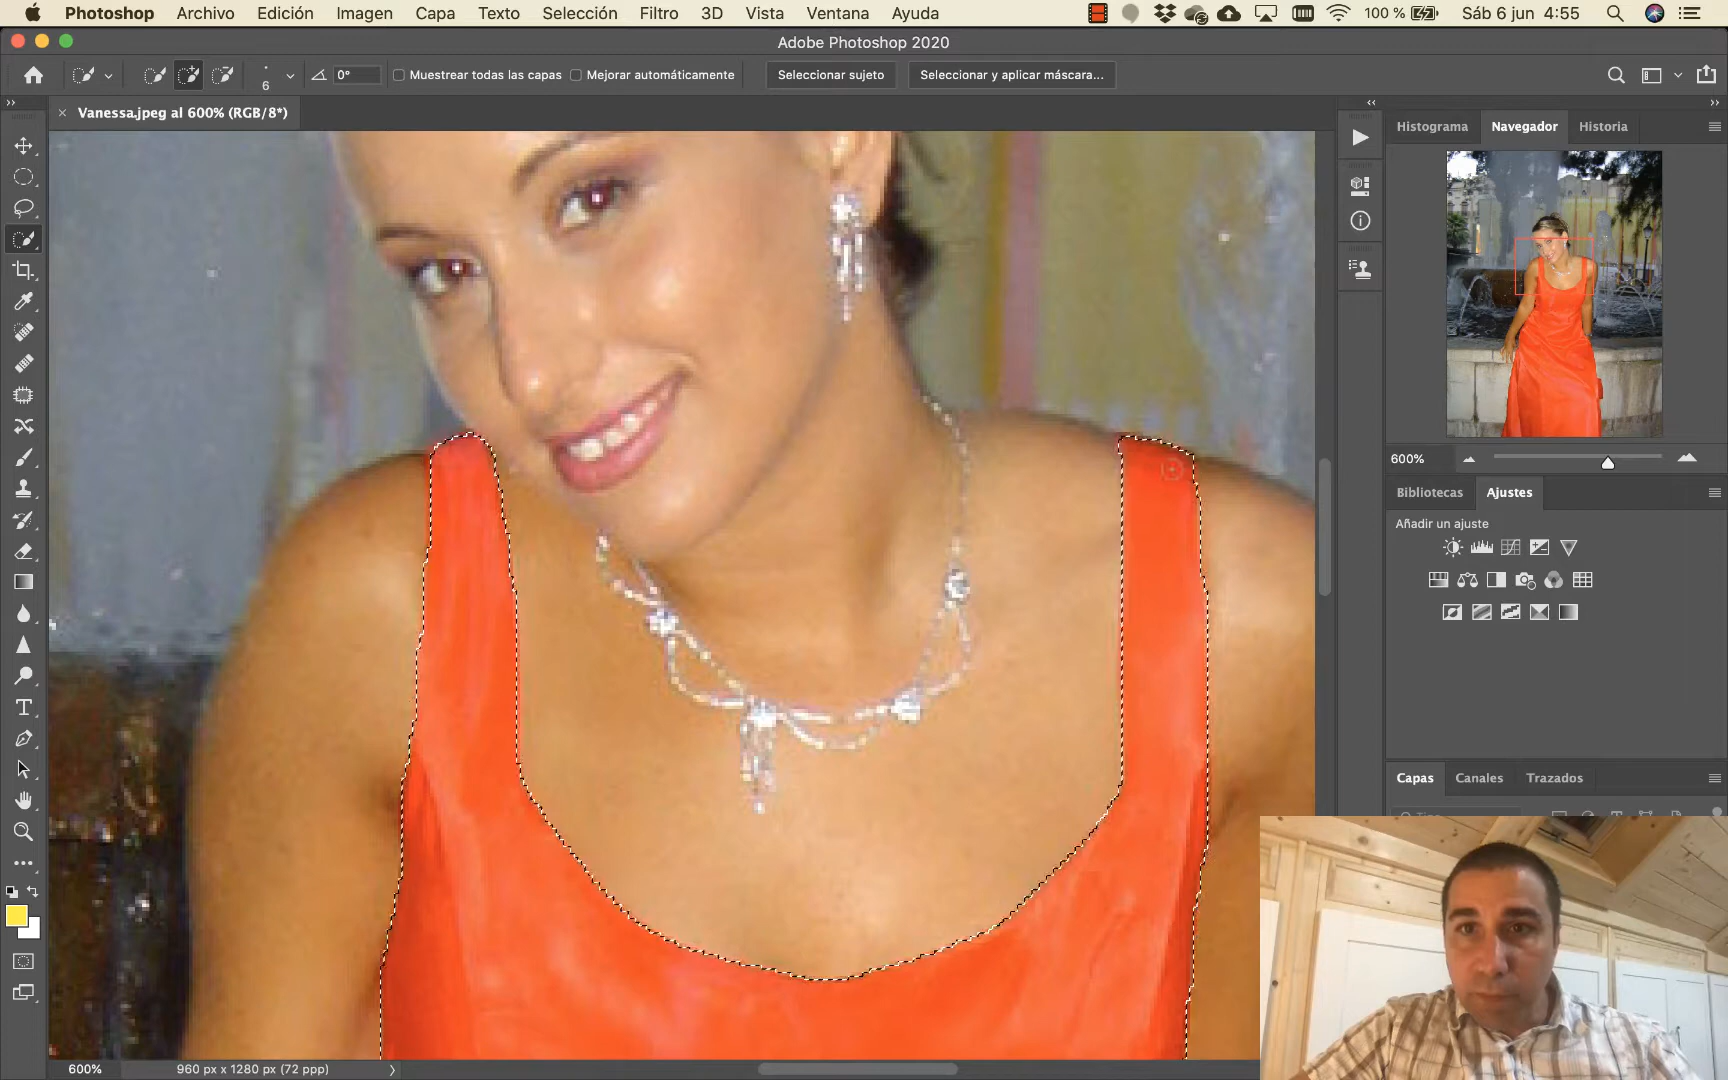 Photoshop Archivo Edición Imagen Capa Texto Selección Filtro 3D Vista Ventana Ayuda 100 % Sáb 6 jun 4:55
Adobe Photoshop 2020
6 0° Muestrear todas las capas Mejorar automáticamente Seleccionar sujeto Seleccionar y aplicar máscara...
Vanessa.jpeg al 600% (RGB/8*)
Histograma Navegador Historia
600%
Bibliotecas Ajustes
Añadir un ajuste
Capas Canales Trazados
600% 960 px x 1280 px (72 ppp)